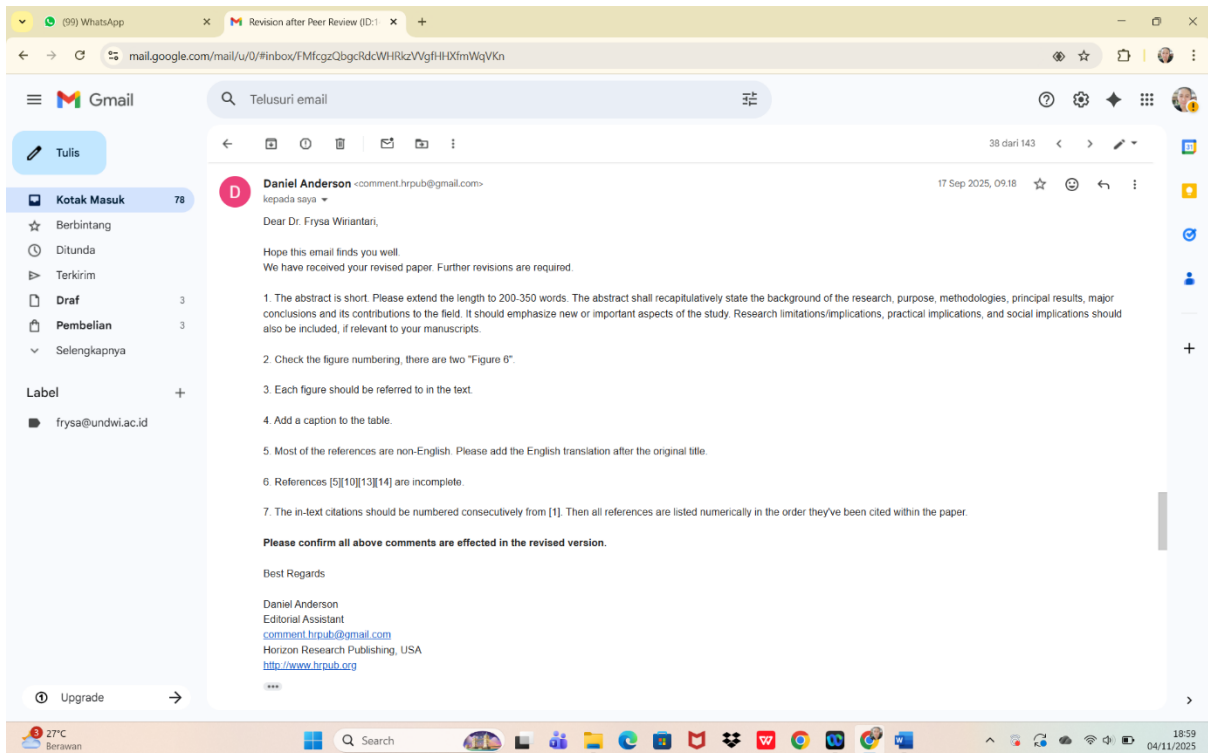 (99) WhatsApp
Revision after Peer Review (ID:1
mail.google.com/mail/u/0/#inbox/FMfcgzQbgcRdcWHRkzVVgfHHXfmWqVKn
Gmail
Telusuri email
Tulis
38 dari 143
31
Kotak Masuk 78
Berbintang
Ditunda
Terkirim
Draf 3
Pembelian 3
Selengkapnya
Label
frysa@undwi.ac.id
D
Daniel Anderson <comment.hrpub@gmail.com>
17 Sep 2025, 09.18
kepada saya
Dear Dr. Frysa Wiriantari,
Hope this email finds you well.
We have received your revised paper. Further revisions are required.
1. The abstract is short. Please extend the length to 200-350 words. The abstract shall recapitulatively state the background of the research, purpose, methodologies, principal results, major
conclusions and its contributions to the field. It should emphasize new or important aspects of the study. Research limitations/implications, practical implications, and social implications should
also be included, if relevant to your manuscripts.
2. Check the figure numbering, there are two "Figure 6".
3. Each figure should be referred to in the text.
4. Add a caption to the table.
5. Most of the references are non-English. Please add the English translation after the original title.
6. References [5][10][13][14] are incomplete.
7. The in-text citations should be numbered consecutively from [1]. Then all references are listed numerically in the order they've been cited within the paper.
Please confirm all above comments are effected in the revised version.
Best Regards
Daniel Anderson
Editorial Assistant
comment.hrpub@gmail.com
Horizon Research Publishing, USA
http://www.hrpub.org
Upgrade
3
27°C
Berawan
Search
18:59
04/11/2025